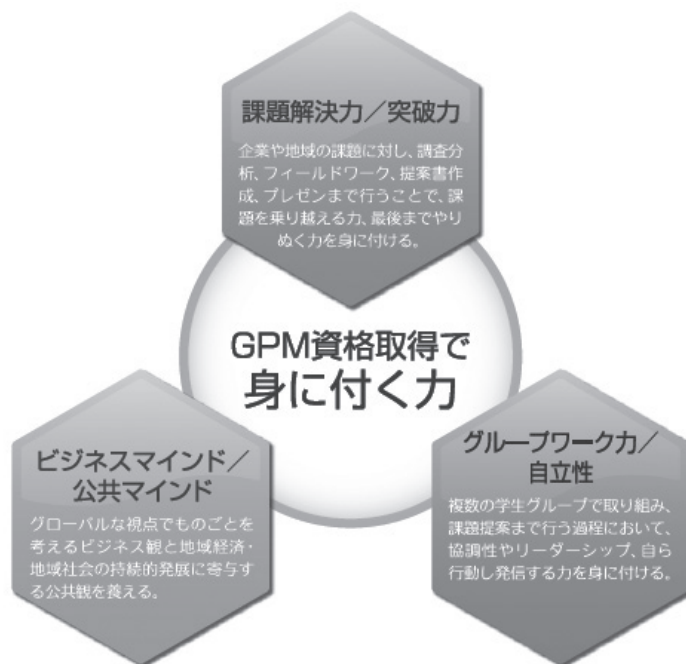 課題解決力／突破力
企業や地域の課題に対し、調査分
析、フィールドワーク、提案書作
成、プレゼンまで行うことで、課
題を乗り越える力、最後までやり
ぬく力を身に付ける。
GPM資格取得で
身に付く力
ビジネスマインド／
公共マインド
グローバルな視点でものごとを
考えるビジネス観と地域経済・
地域社会の持続的発展に寄与す
る公共観を養える。
グループワーク力／
自立性
複数の学生グループで取り組み、
課題提案まで行う過程において、
協調性やリーダーシップ、自ら
行動し発信する力を身に付ける。